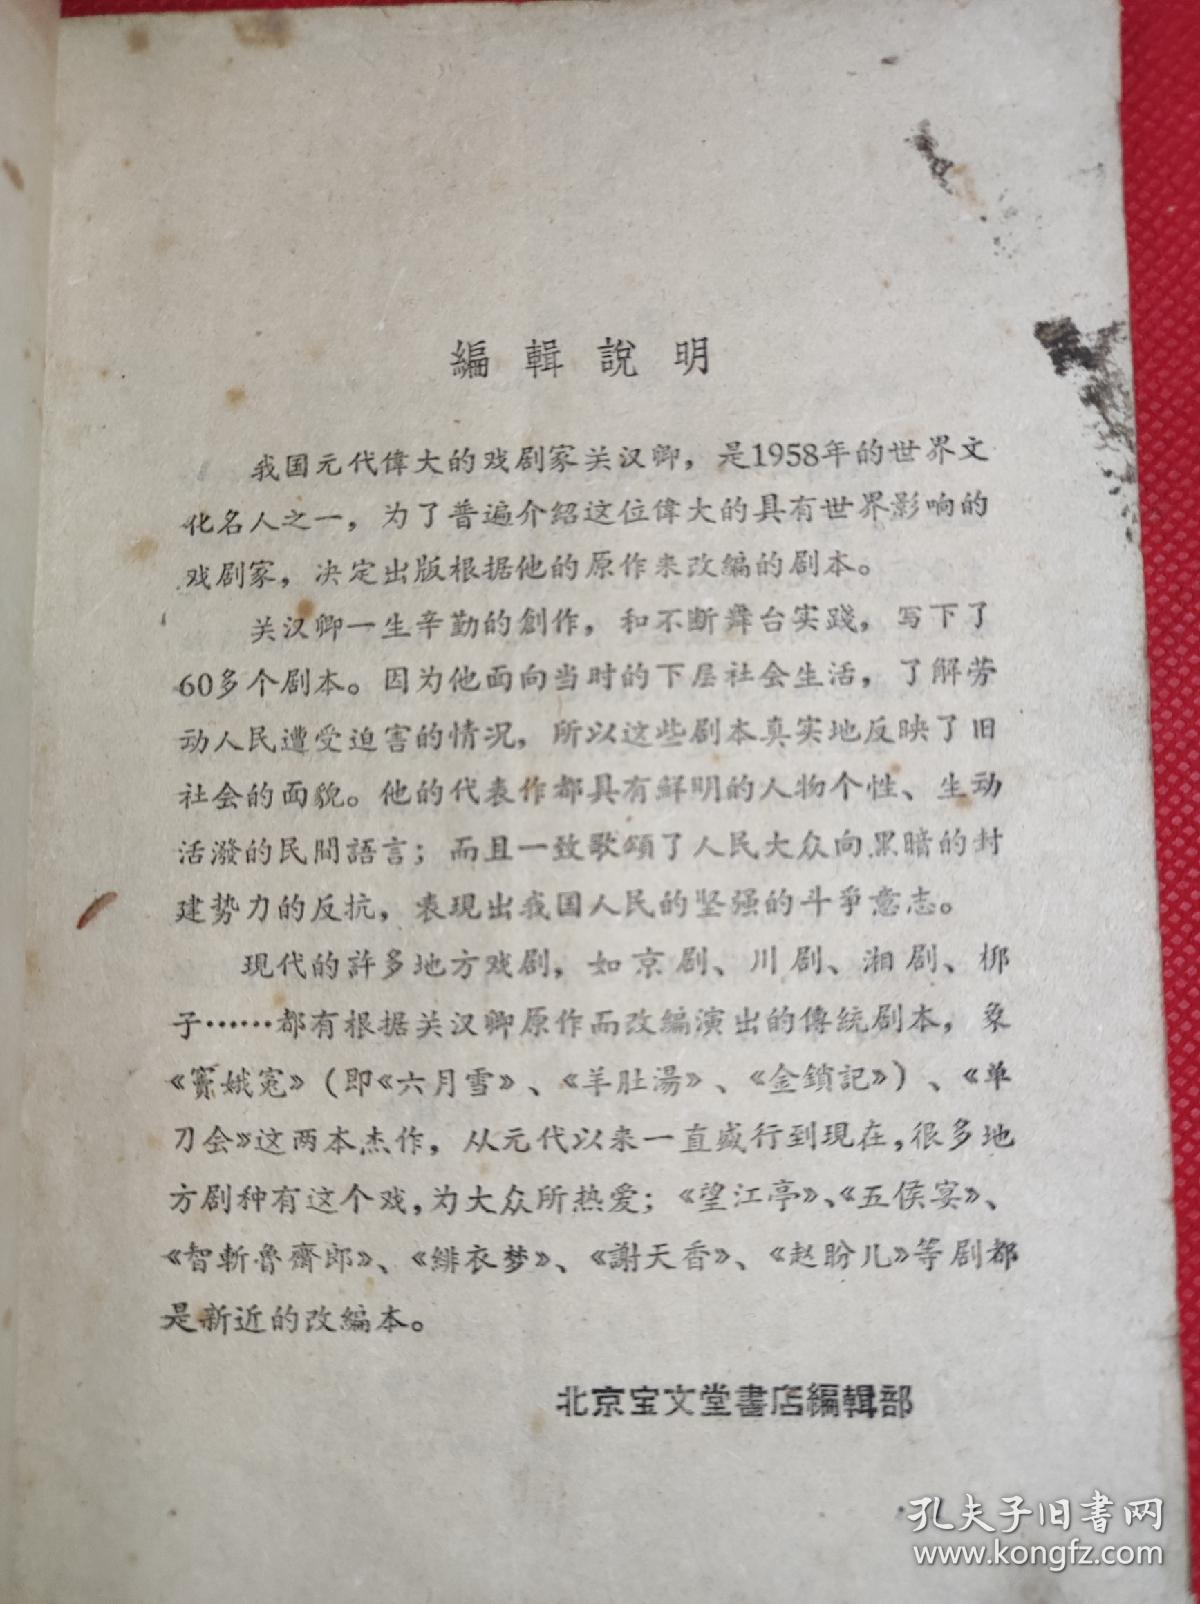 編輯說明
我国元代偉大的戏剧家关汉卿，是1958年的世界文
化名人之一，为了普遍介紹这位偉大的具有世界影响的
戏剧家，决定出版根据他的原作来改編的剧本。
关汉卿一生辛勤的創作，和不断舞台实踐，写下了
60多个剧本。因为他面向当时的下层社会生活，了解劳
动人民遭受迫害的情况，所以这些剧本真实地反映了旧
社会的面貌。他的代表作都具有鮮明的人物个性、生动
活潑的民間語言；而且一致歌頌了人民大众向黑暗的封
建势力的反抗，表現出我国人民的坚强的斗爭意志。
現代的許多地方戏剧，如京剧、川剧、湘剧、梆
子……都有根据关汉卿原作而改編演出的傳統剧本，象
《竇娥冤》（即《六月雪》、《羊肚湯》、《金鎖記》）、《单
刀会》这两本杰作，从元代以来一直盛行到現在，很多地
方剧种有这个戏，为大众所热爱；《望江亭》、《五侯宴》、
《智斬魯齋郎》、《緋衣梦》、《謝天香》、《赵盼儿》等剧都
是新近的改編本。
北京宝文堂書店編輯部
孔夫子旧书网
www.kongfz.com